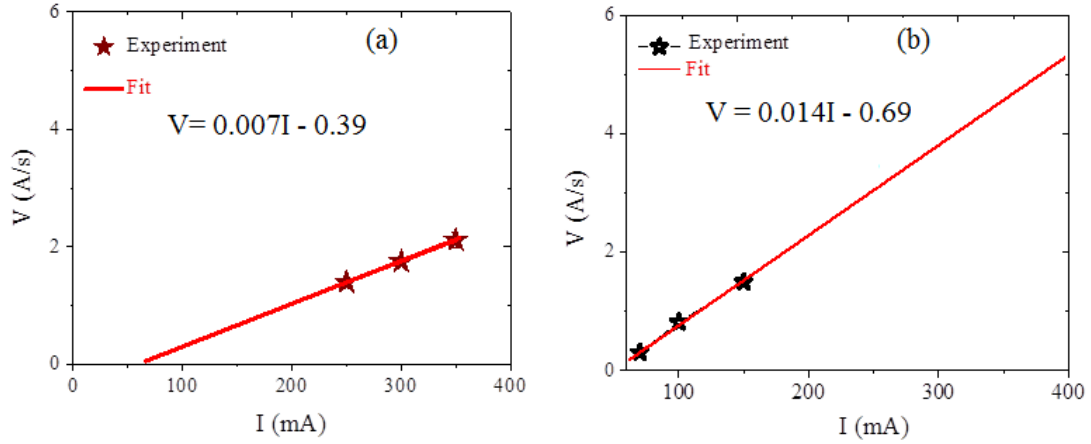 (a)
Experiment
Fit
V= 0.007I - 0.39
V (A/s)
6
4
2
0
0 100 200 300 400
I (mA)
(b)
Experiment
Fit
V = 0.014I - 0.69
V (A/s)
6
4
2
0
100 200 300 400
I (mA)